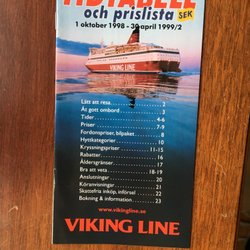 TIDTABELL
och prislista SEK
1 oktober 1998 - 30 april 1999/2
VIKING LINE
Lätt att resa 2
Ät gott ombord 3
Tider 4-6
Priser 7-9
Fordonspriser, bilpaket 8
Hyttkategorier 10
Kryssningspriser 11-15
Rabatter 16
Åldersgränser 17
Bra att veta 18-19
Anslutningar 20
Köranvisningar 21
Skattefria inköp, införsel 22
Bokning & information 23
www.vikingline.se
VIKING LINE